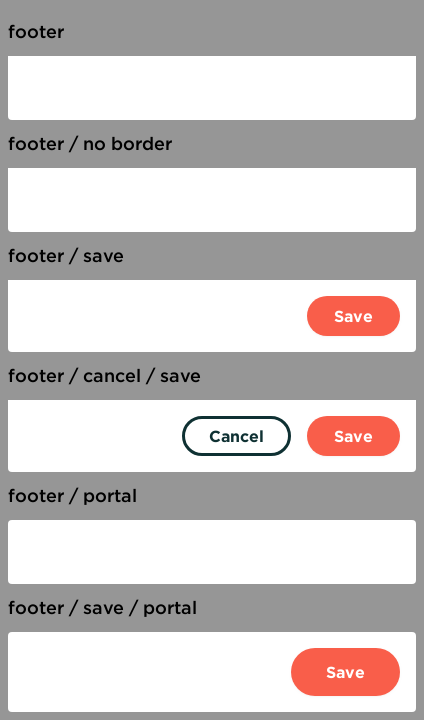 footer
footer / no border
footer / save
Save
footer / cancel / save
Cancel Save
footer / portal
footer / save / portal
Save